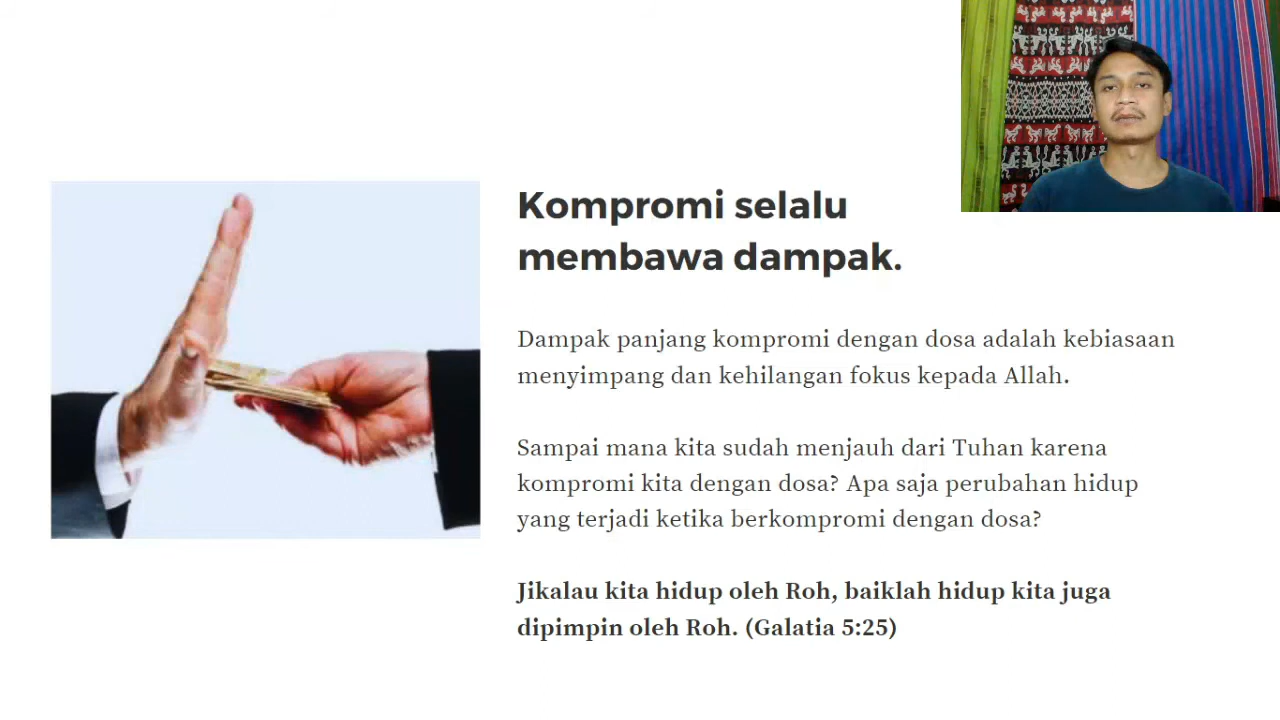 Kompromi selalu
membawa dampak.
Dampak panjang kompromi dengan dosa adalah kebiasaan
menyimpang dan kehilangan fokus kepada Allah.
Sampai mana kita sudah menjauh dari Tuhan karena
kompromi kita dengan dosa? Apa saja perubahan hidup
yang terjadi ketika berkompromi dengan dosa?
Jikalau kita hidup oleh Roh, baiklah hidup kita juga
dipimpin oleh Roh. (Galatia 5:25)